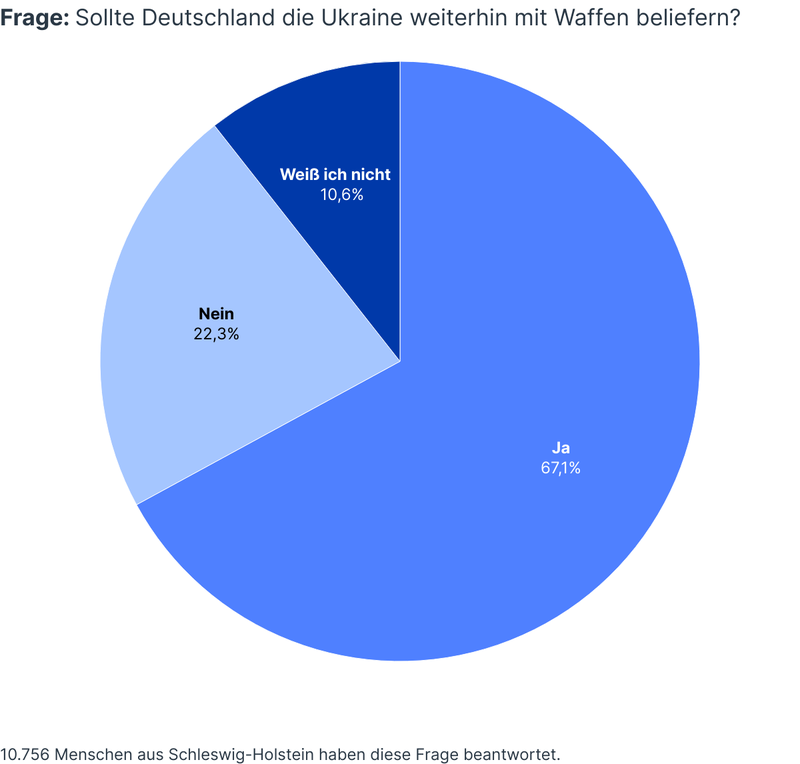 Frage: Sollte Deutschland die Ukraine weiterhin mit Waffen beliefern?
Weiß ich nicht
10,6%
Nein
22,3%
Ja
67,1%
10.756 Menschen aus Schleswig-Holstein haben diese Frage beantwortet.